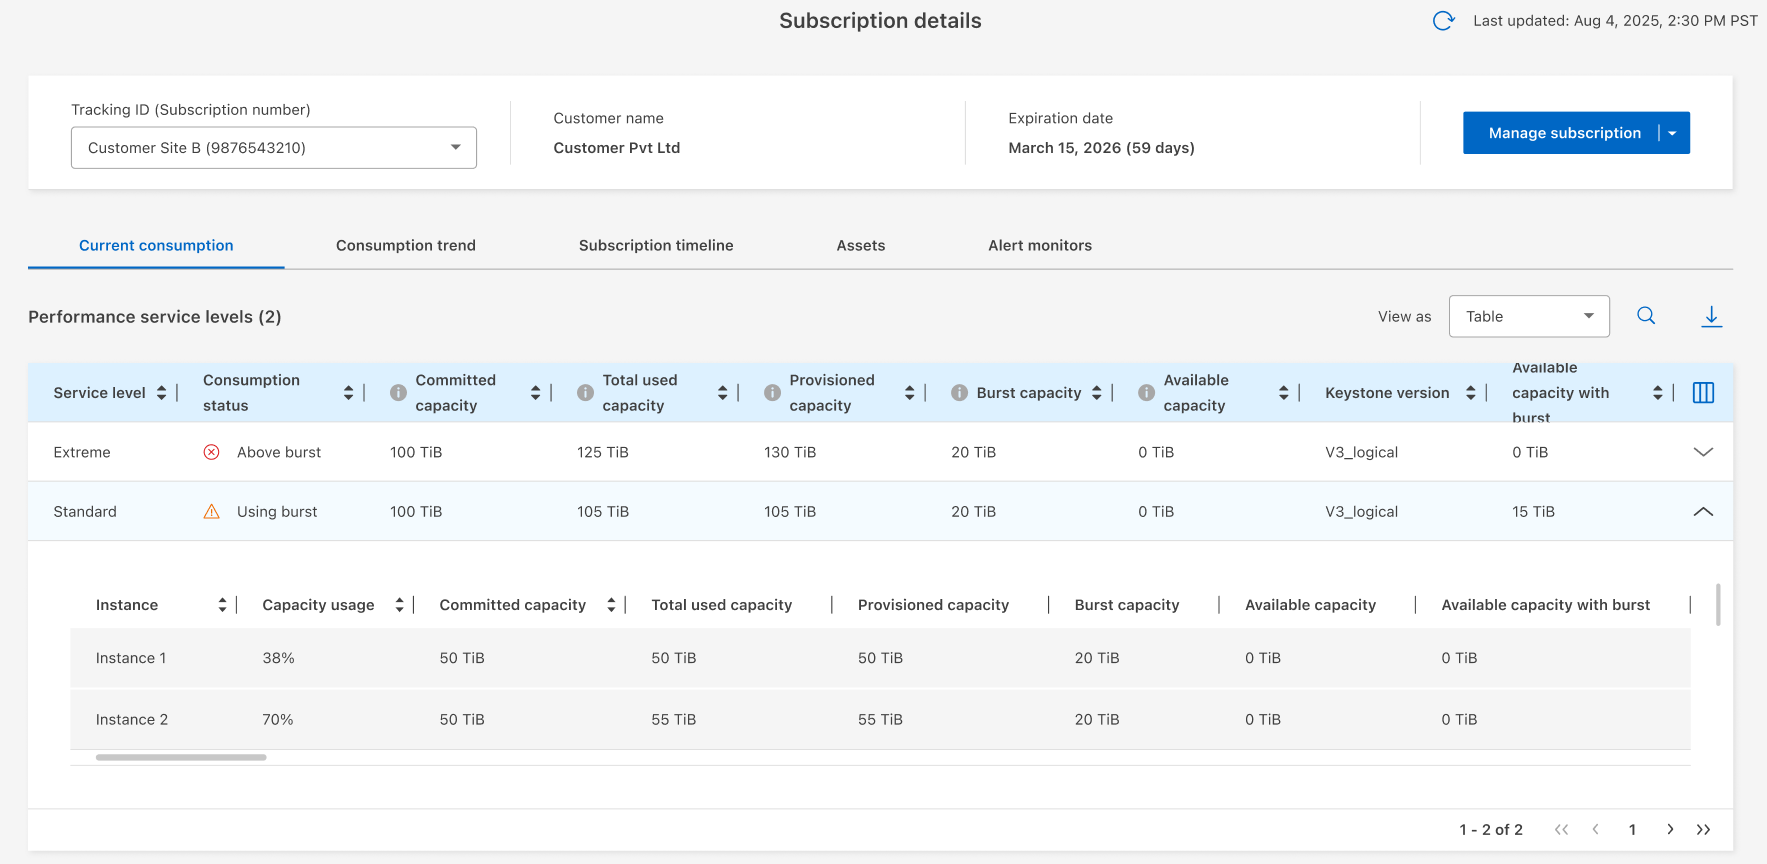 Subscription details
Last updated: Aug 4, 2025, 2:30 PM PST
Tracking ID (Subscription number)
Customer Site B (9876543210)
Customer name
Customer Pvt Ltd
Expiration date
March 15, 2026 (59 days)
Manage subscription
Current consumption Consumption trend Subscription timeline Assets Alert monitors
Performance service levels (2)
View as Table
Service level
Consumption
status
Committed
capacity
Total used
capacity
Provisioned
capacity
Burst capacity
Available
capacity
Keystone version
Available
capacity with
burst
Extreme Above burst 100 TiB 125 TiB 130 TiB 20 TiB 0 TiB V3_logical 0 TiB
Standard Using burst 100 TiB 105 TiB 105 TiB 20 TiB 0 TiB V3_logical 15 TiB
Instance Capacity usage Committed capacity Total used capacity Provisioned capacity Burst capacity Available capacity Available capacity with burst
Instance 1 38% 50 TiB 50 TiB 50 TiB 20 TiB 0 TiB 0 TiB
Instance 2 70% 50 TiB 55 TiB 55 TiB 20 TiB 0 TiB 0 TiB
1 - 2 of 2 << < 1 > >>